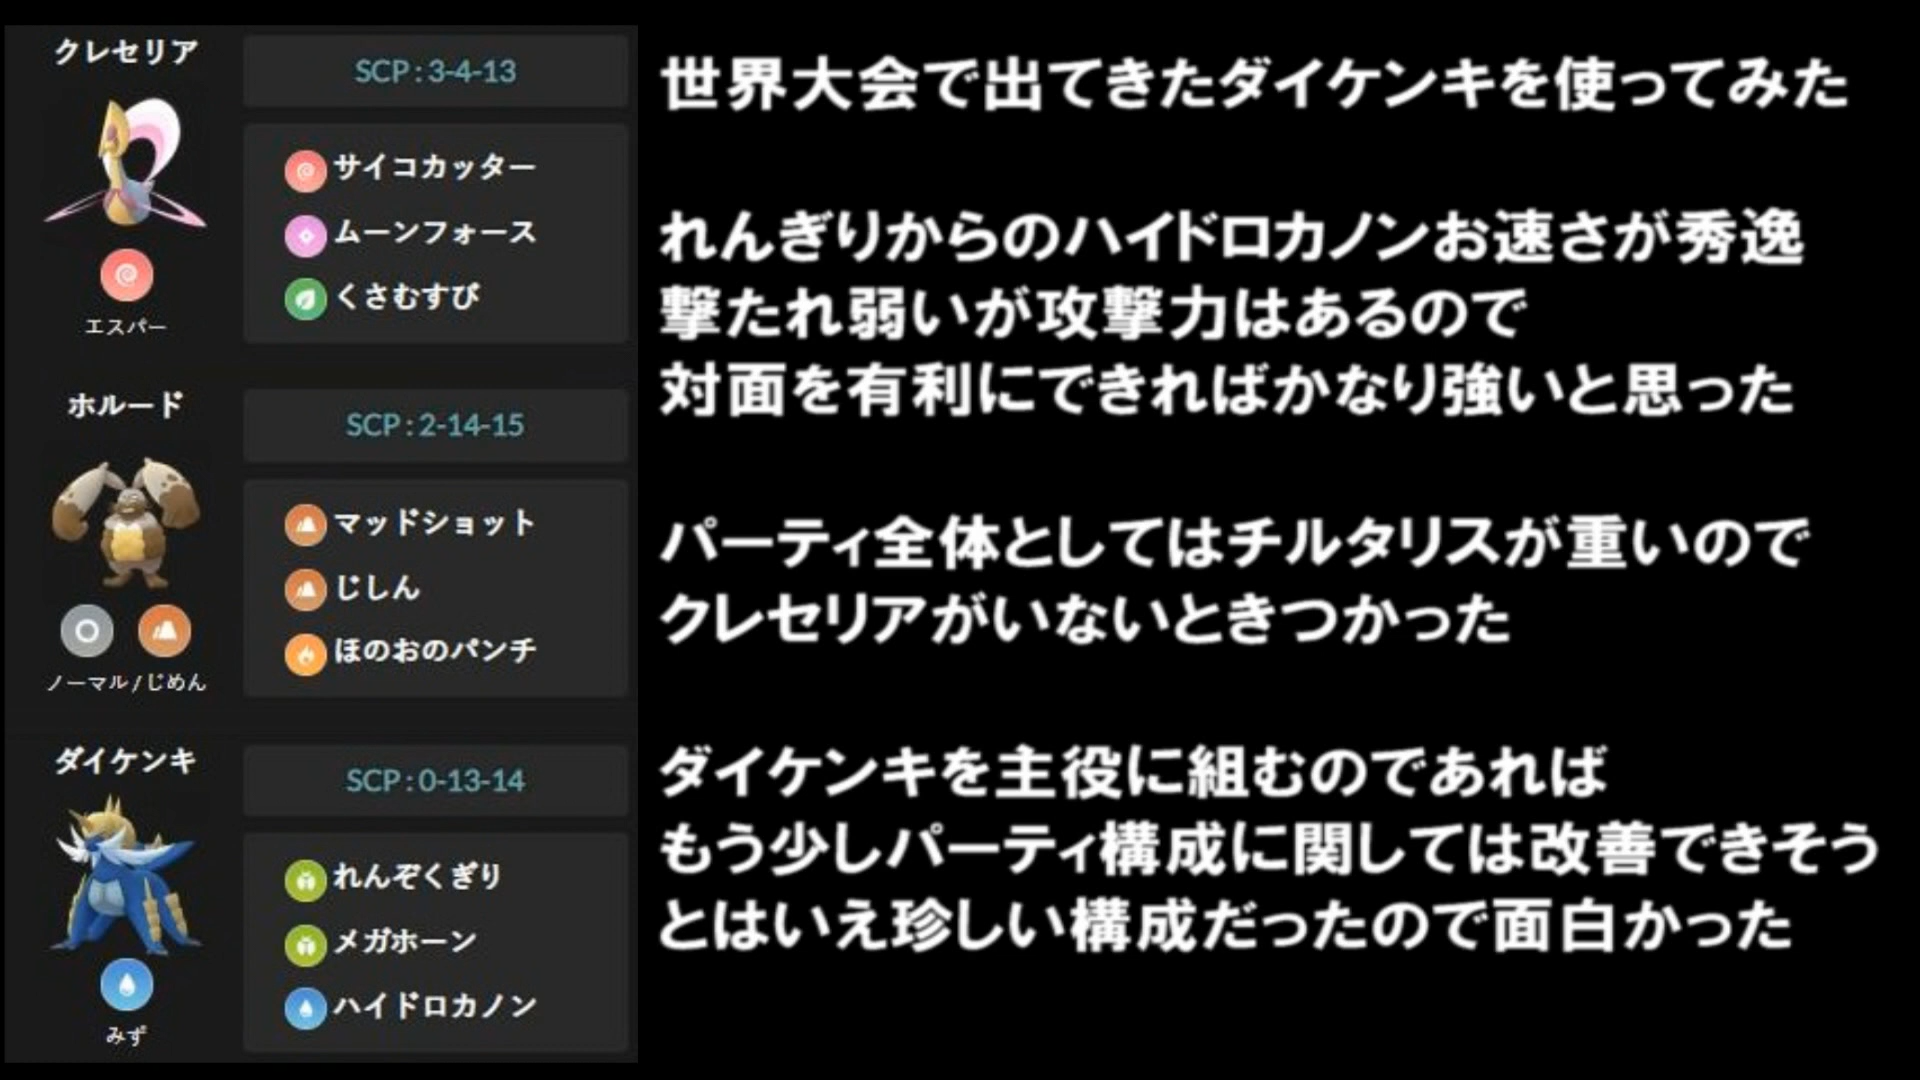 クレセリア
SCP : 3-4-13
サイコカッター
ムーンフォース
くさむすび
エスパー
ホルード
SCP : 2-14-15
マッドショット
じしん
ほのおのパンチ
ノーマル / じめん
ダイケンキ
SCP : 0-13-14
れんぞくぎり
メガホーン
ハイドロカノン
みず
世界大会で出てきたダイケンキを使ってみた
れんぎりからのハイドロカノンお速さが秀逸
撃たれ弱いが攻撃力はあるので
対面を有利にできればかなり強いと思った
パーティ全体としてはチルタリスが重いので
クレセリアがいないときつかった
ダイケンキを主役に組むのであれば
もう少しパーティ構成に関しては改善できそう
とはいえ珍しい構成だったので面白かった